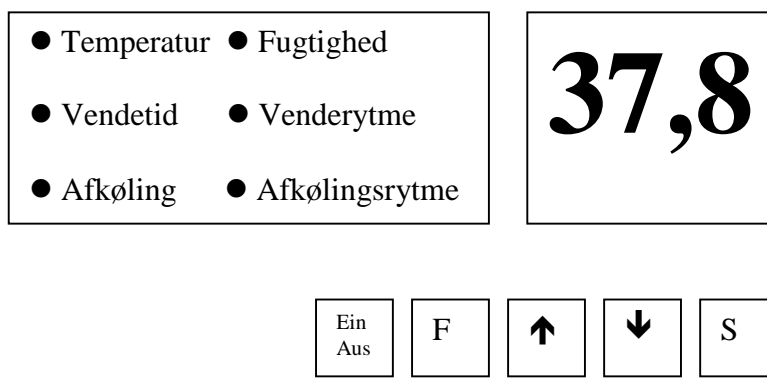 ● Temperatur ● Fugtighed
● Vendetid ● Venderytme
● Afkøling ● Afkølingsrytme
37,8
Ein
Aus
F
↑
↓
S